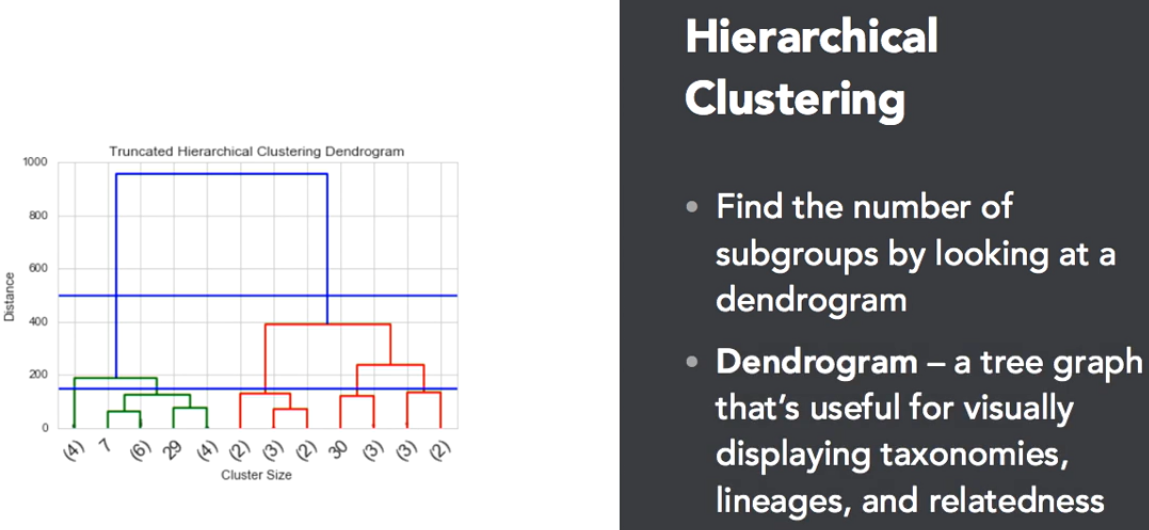 Truncated Hierarchical Clustering Dendrogram
1000
800
600
400
200
0
Distance
(4) 7 (6) 29 (4) (2) (3) (2) 30 (3) (3) (2)
Cluster Size
Hierarchical
Clustering
• Find the number of
subgroups by looking at a
dendrogram
• Dendrogram – a tree graph
that's useful for visually
displaying taxonomies,
lineages, and relatedness